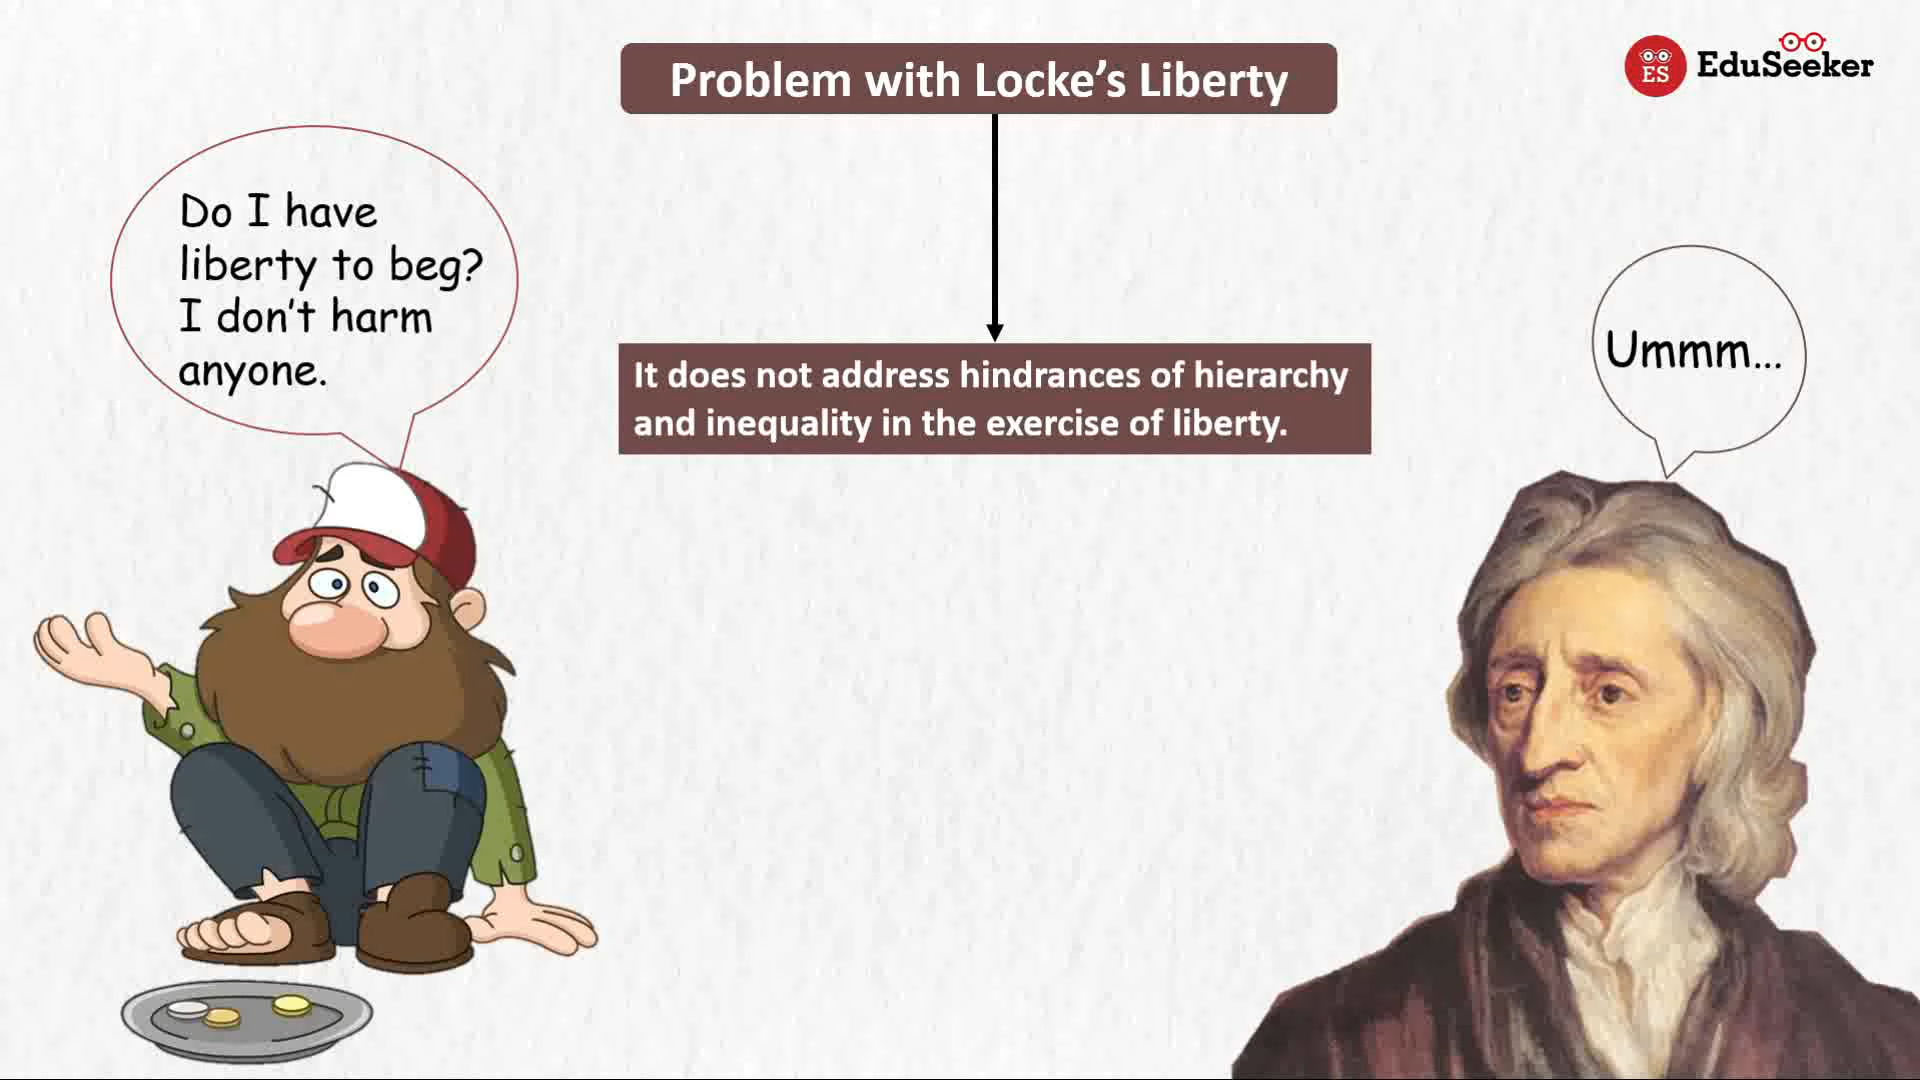 Problem with Locke’s Liberty
ES EduSeeker
Do I have
liberty to beg?
I don’t harm
anyone.
It does not address hindrances of hierarchy
and inequality in the exercise of liberty.
Ummm...